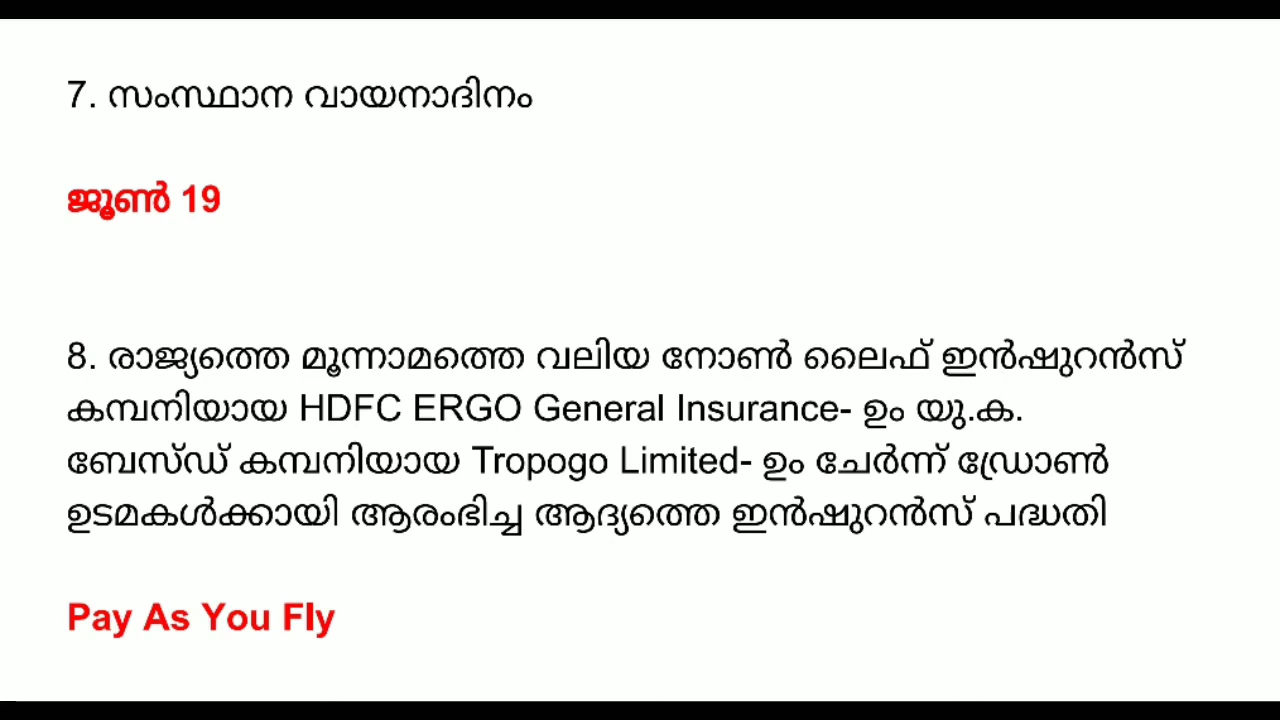 7. സംസ്ഥാന വായനാദിനം
ജൂൺ 19
8. രാജ്യത്തെ മൂന്നാമത്തെ വലിയ നോൺ ലൈഫ് ഇൻഷുറൻസ്
കമ്പനിയായ HDFC ERGO General Insurance- ഉം യു.ക.
ബേസ്ഡ് കമ്പനിയായ Tropogo Limited- ഉം ചേർന്ന് ഡ്രോൺ
ഉടമകൾക്കായി ആരംഭിച്ച ആദ്യത്തെ ഇൻഷുറൻസ് പദ്ധതി
Pay As You Fly